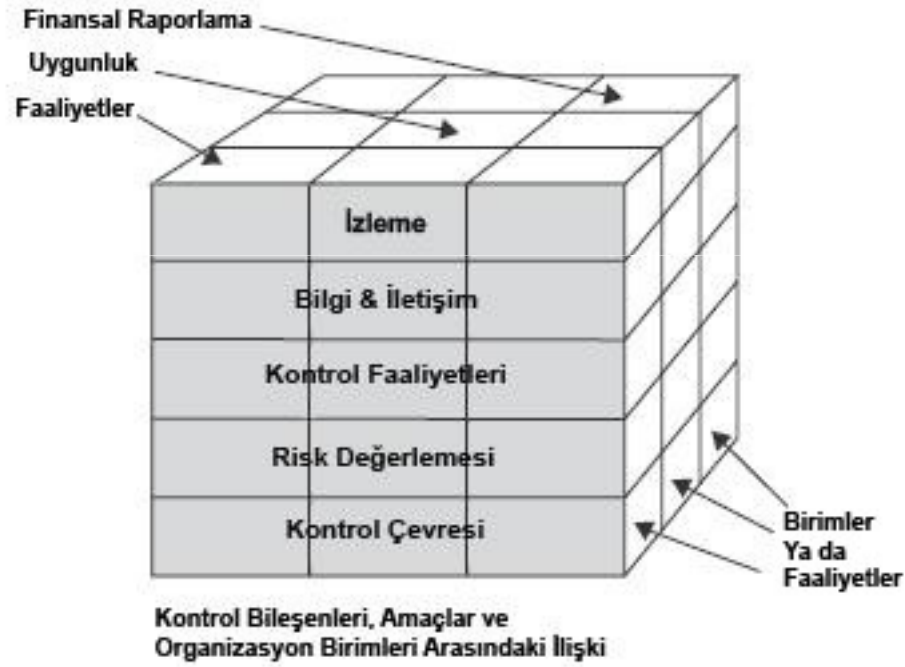 Finansal Raporlama
Uygunluk
Faaliyetler
İzleme
Bilgi & İletişim
Kontrol Faaliyetleri
Risk Değerlemesi
Kontrol Çevresi
Birimler
Ya da
Faaliyetler
Kontrol Bileşenleri, Amaçlar ve
Organizasyon Birimleri Arasındaki İlişki